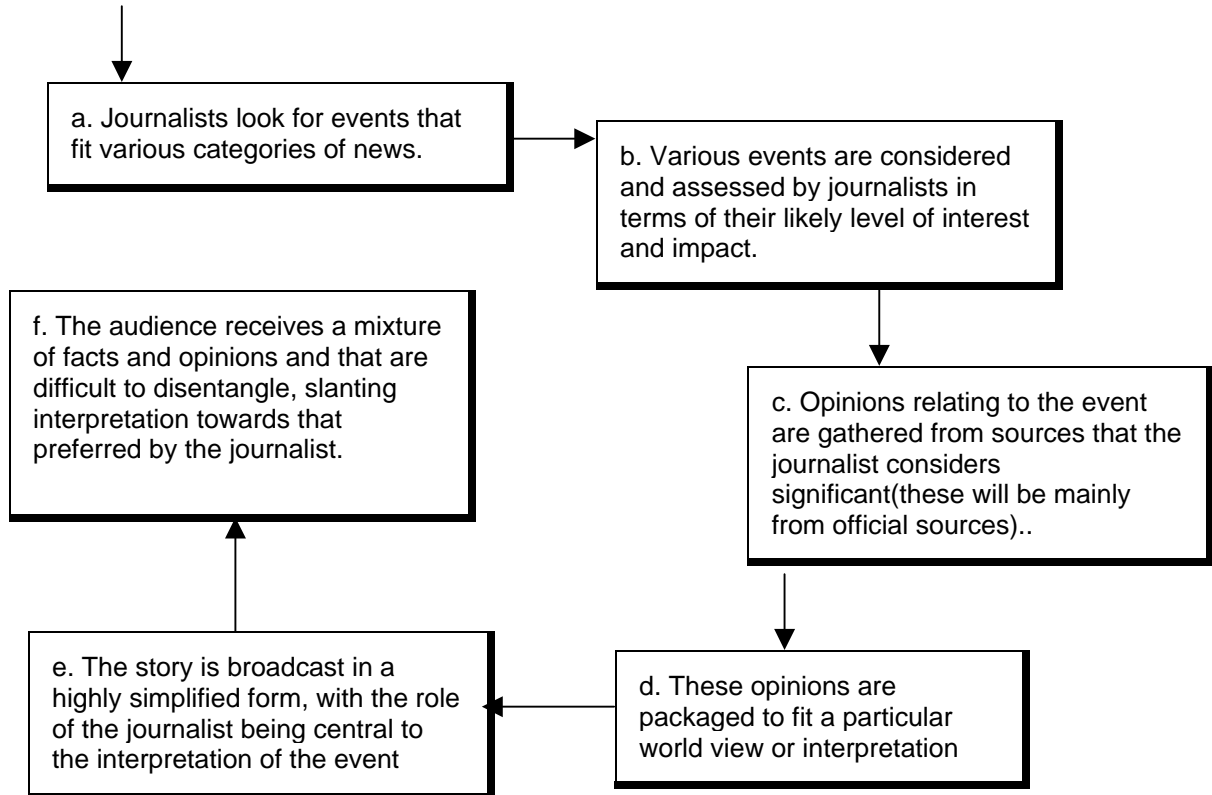 a. Journalists look for events that
fit various categories of news.
b. Various events are considered
and assessed by journalists in
terms of their likely level of interest
and impact.
c. Opinions relating to the event
are gathered from sources that the
journalist considers
significant(these will be mainly
from official sources)..
d. These opinions are
packaged to fit a particular
world view or interpretation
e. The story is broadcast in a
highly simplified form, with the role
of the journalist being central to
the interpretation of the event
f. The audience receives a mixture
of facts and opinions and that are
difficult to disentangle, slanting
interpretation towards that
preferred by the journalist.